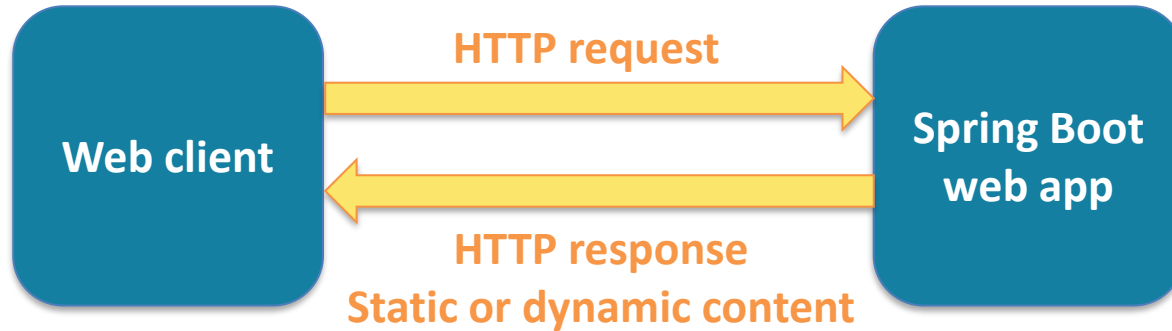 HTTP request
Web client
Spring Boot
web app
HTTP response
Static or dynamic content